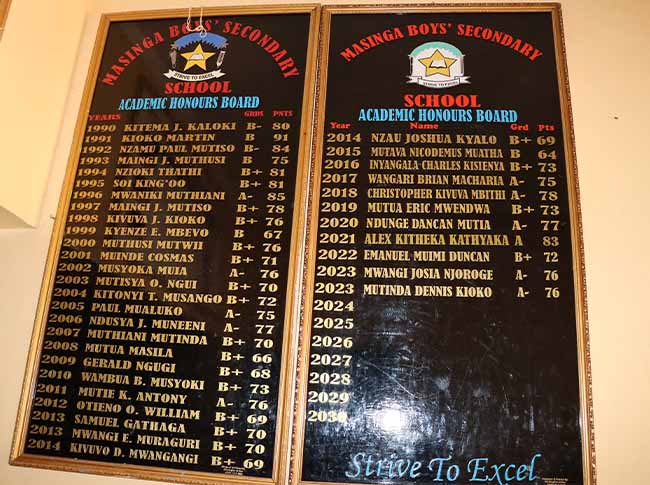 MASINGA BOYS' SECONDARY
STRIVE TO EXCEL
SCHOOL
ACADEMIC HONOURS BOARD
YEARS GRDS PNTS
1990 KITEMA J. KALOKI B- 80
1991 KIOKO MARTIN B 91
1992 NZAMU PAUL MUTISO B- 84
1993 MAINGI J. MUTHUSI B 75
1994 NZIOKI THATHI B+ 81
1995 SOI KING'OO B+ 81
1996 MWANIKI MUTHIANI A- 85
1997 MAINGI J. MUTISO B+ 78
1998 KIVUVA J. KIOKO B+ 76
1999 KYENZE E. MBEVO B 67
2000 MUTHUSI MUTWII B+ 76
2001 MUINDE COSMAS B+ 71
2002 MUSYOKA MUIA A- 76
2003 MUTISYA O. NGUI B+ 70
2004 KITONYI T. MUSANGO B+ 72
2005 PAUL MUALUKO A- 75
2006 NDUSYA J. MUNEENI A- 77
2007 MUTHIANI MUTINDA B+ 70
2008 MUTUA MASILA B+ 66
2009 GERALD NGUGI B+ 68
2010 WAMBUA B. MUSYOKI B+ 73
2011 MUTIE K. ANTONY A- 76
2012 OTIENO O. WILLIAM B+ 69
2013 SAMUEL GATHAGA B+ 70
2013 MWANGI E. MURAGURI B+ 70
2014 KIVUVO D. MWANGANGI B+ 69
MASINGA BOYS' SECONDARY
STRIVE TO EXCEL
SCHOOL
ACADEMIC HONOURS BOARD
Year Name Grd Pts
2014 NZAU JOSHUA KYALO B+ 69
2015 MUTAVA NICODEMUS MUATHA B 64
2016 INYANGALA CHARLES KISIENYA B+ 73
2017 WANGARI BRIAN MACHARIA A- 75
2018 CHRISTOPHER KIVUVA MBITHI A- 78
2019 MUTUA ERIC MWENDWA B+ 73
2020 NDUNGE DANCAN MUTIA A- 77
2021 ALEX KITHEKA KATHYAKA A 83
2022 EMANUEL MUIMI DUNCAN B+ 72
2023 MWANGI JOSIA NJOROGE A- 76
2023 MUTINDA DENNIS KIOKO A- 76
2024
2025
2026
2027
2028
2029
2030
Strive To Excel